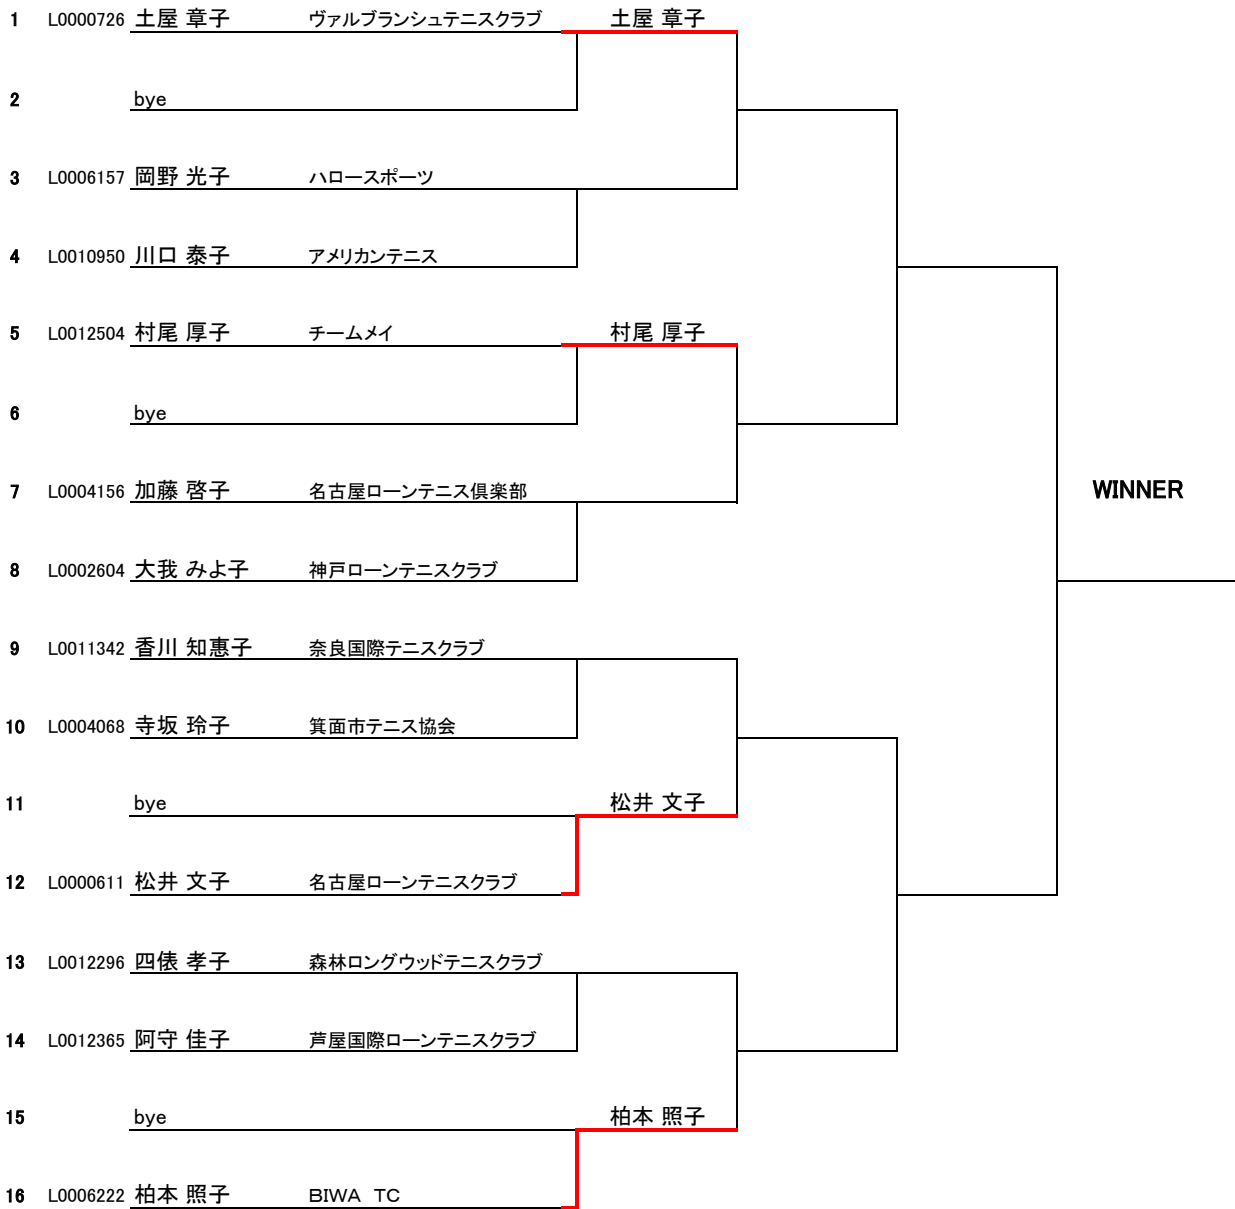 1 L0000726 土屋 章子 ヴァルブランシュテニスクラブ 土屋 章子
2 bye
3 L0006157 岡野 光子 ハロースポーツ
4 L0010950 川口 泰子 アメリカンテニス
5 L0012504 村尾 厚子 チームメイ 村尾 厚子
6 bye
7 L0004156 加藤 啓子 名古屋ローンテニス倶楽部
WINNER
8 L0002604 大我 みよ子 神戸ローンテニスクラブ
9 L0011342 香川 知惠子 奈良国際テニスクラブ
10 L0004068 寺坂 玲子 箕面市テニス協会
11 bye 松井 文子
12 L0000611 松井 文子 名古屋ローンテニスクラブ
13 L0012296 四俵 孝子 森林ロングウッドテニスクラブ
14 L0012365 阿守 佳子 芦屋国際ローンテニスクラブ
15 bye 柏本 照子
16 L0006222 柏本 照子 BIWA TC